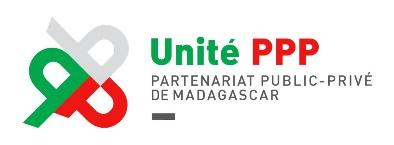 Unité PPP
PARTENARIAT PUBLIC-PRIVÉ
DE MADAGASCAR